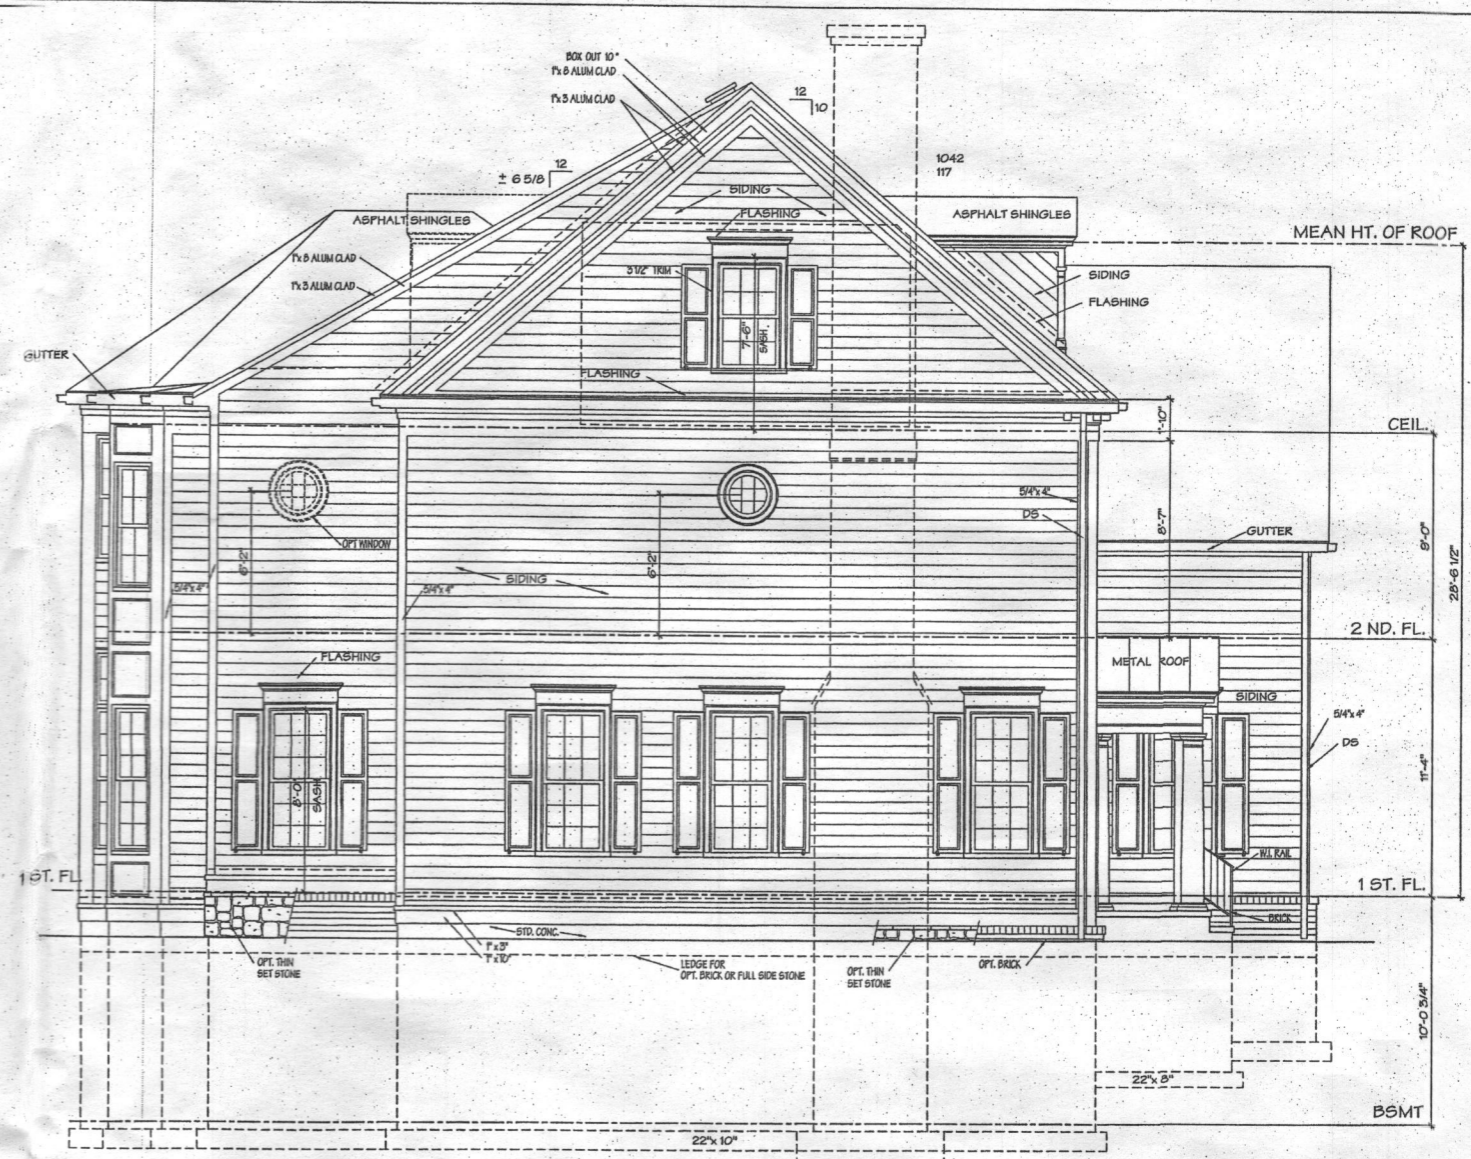 BOX OUT 10"
1"x 8 ALUM CLAD
1"x 3 ALUM CLAD
12
10
12
± 6 5/8
1042
117
SIDING
FLASHING
ASPHALT SHINGLES
ASPHALT SHINGLES
MEAN HT. OF ROOF
1"x 8 ALUM CLAD
1"x 3 ALUM CLAD
3 1/2" TRIM
SIDING
FLASHING
7'-6"
SASH.
GUTTER
FLASHING
1'-10"
CEIL.
5/4"x 4"
DS
8'-7"
GUTTER
9'-0"
28'-6 1/2"
OPT WINDOW
6'-2"
6'-2"
SIDING
5/4"x 4"
5/4"x 4"
2 ND. FL.
FLASHING
METAL ROOF
SIDING
5/4"x 4"
DS
11'-4"
8'-0"
SASH
W.I. RAIL
1 ST. FL.
1 ST. FL.
BRICK
STD. CONC.
1" x 3"
1" x 10"
OPT. THIN
SET STONE
LEDGE FOR
OPT. BRICK OR FULL SIDE STONE
OPT. THIN
SET STONE
OPT. BRICK
10'-0 3/4"
22"x 8"
BSMT
22"x 10"